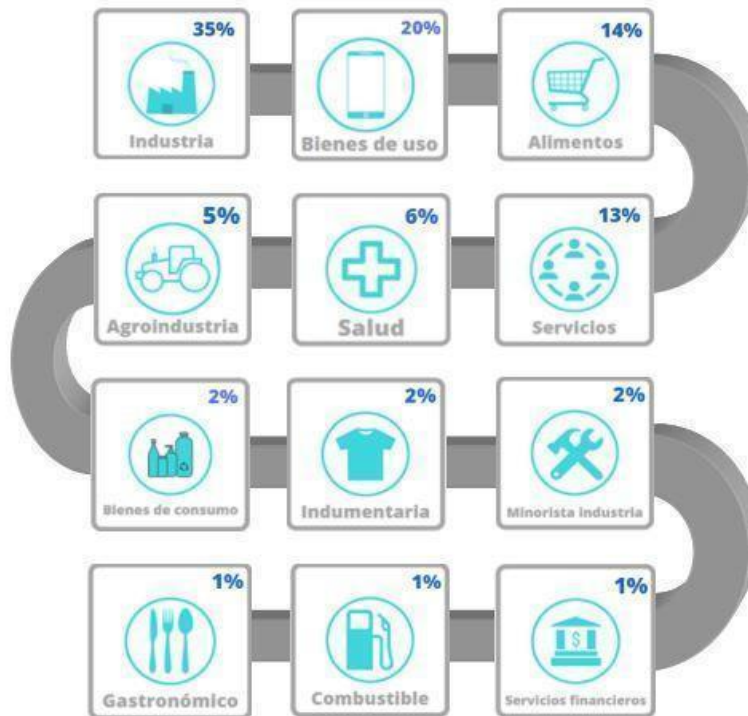 35%
Industria
20%
Bienes de uso
14%
Alimentos
5%
Agroindustria
6%
Salud
13%
Servicios
2%
Bienes de consumo
2%
Indumentaria
2%
Minorista industria
1%
Gastronómico
1%
Combustible
1%
$
Servicios financieros